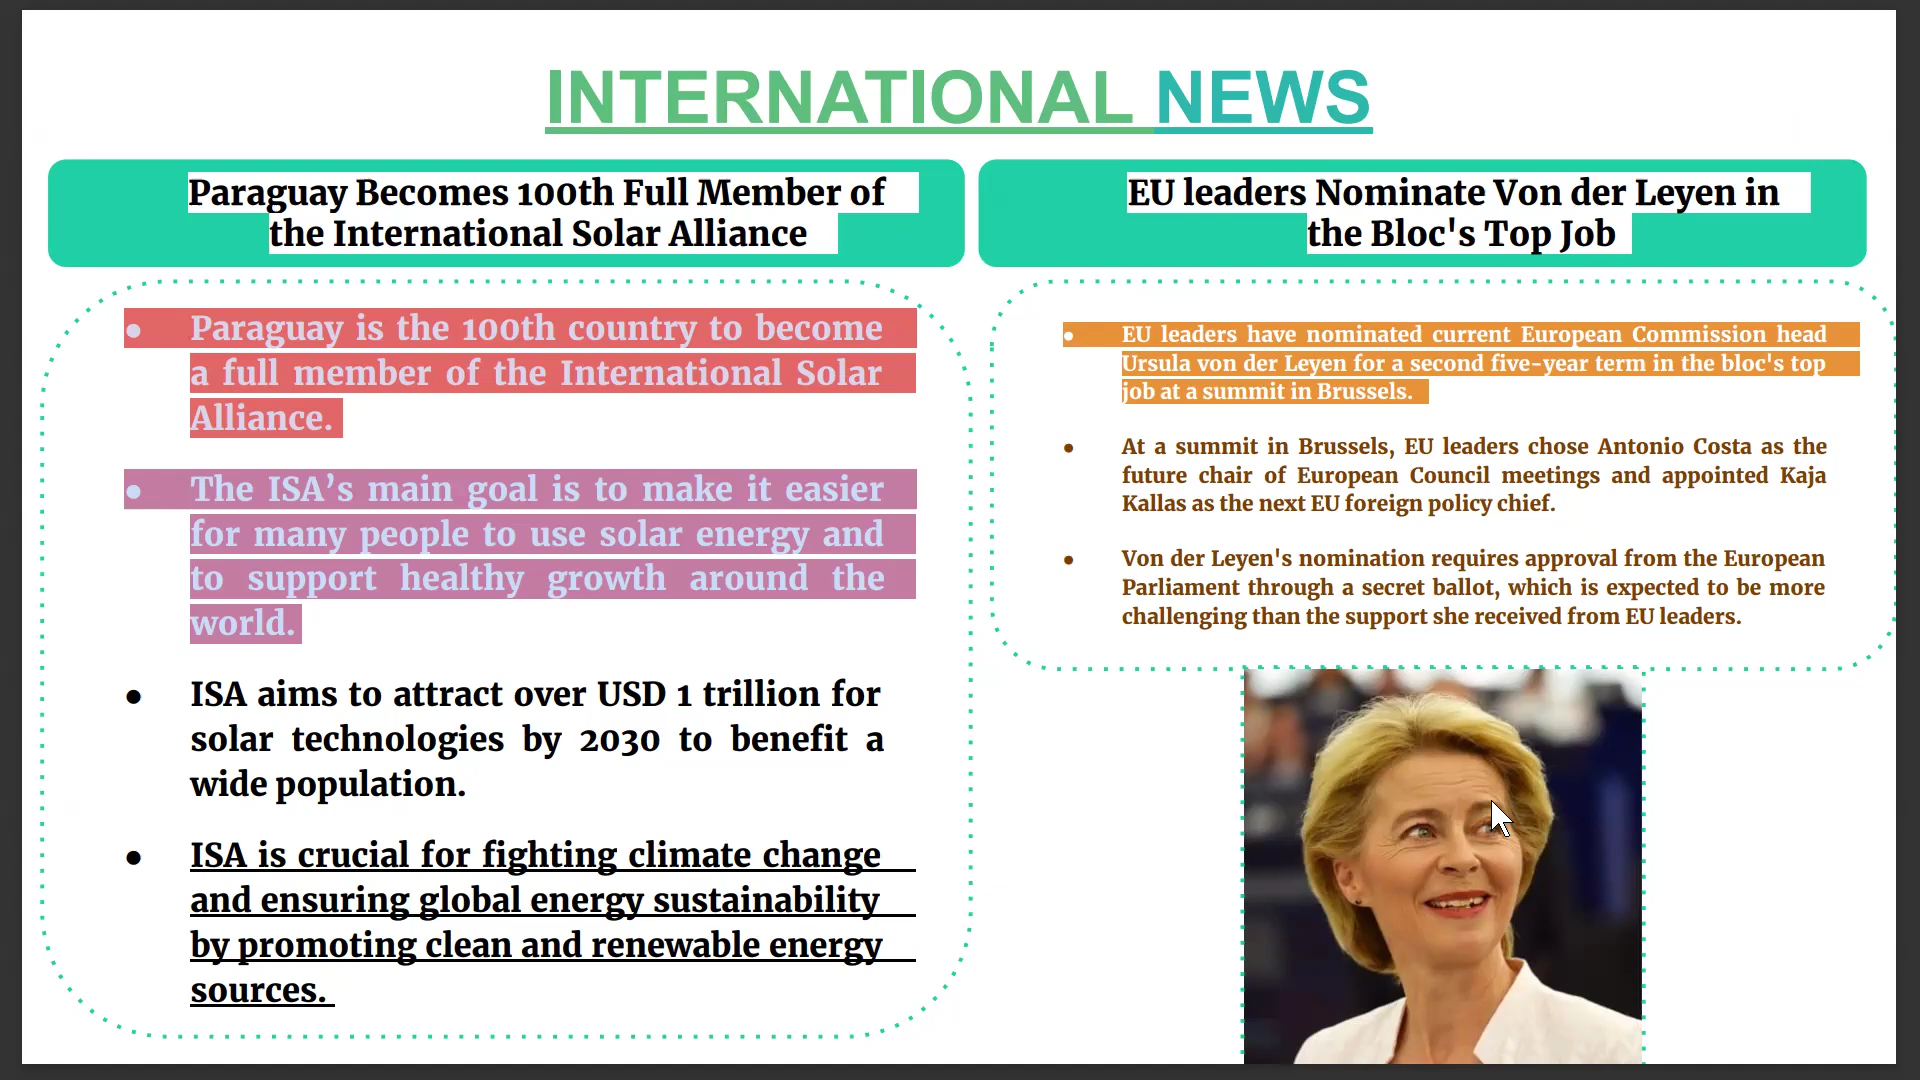 INTERNATIONAL NEWS
Paraguay Becomes 100th Full Member of
the International Solar Alliance
● Paraguay is the 100th country to become
a full member of the International Solar
Alliance.
● The ISA’s main goal is to make it easier
for many people to use solar energy and
to support healthy growth around the
world.
● ISA aims to attract over USD 1 trillion for
solar technologies by 2030 to benefit a
wide population.
● ISA is crucial for fighting climate change
and ensuring global energy sustainability
by promoting clean and renewable energy
sources.
EU leaders Nominate Von der Leyen in
the Bloc's Top Job
● EU leaders have nominated current European Commission head
Ursula von der Leyen for a second five-year term in the bloc's top
job at a summit in Brussels.
● At a summit in Brussels, EU leaders chose Antonio Costa as the
future chair of European Council meetings and appointed Kaja
Kallas as the next EU foreign policy chief.
● Von der Leyen's nomination requires approval from the European
Parliament through a secret ballot, which is expected to be more
challenging than the support she received from EU leaders.